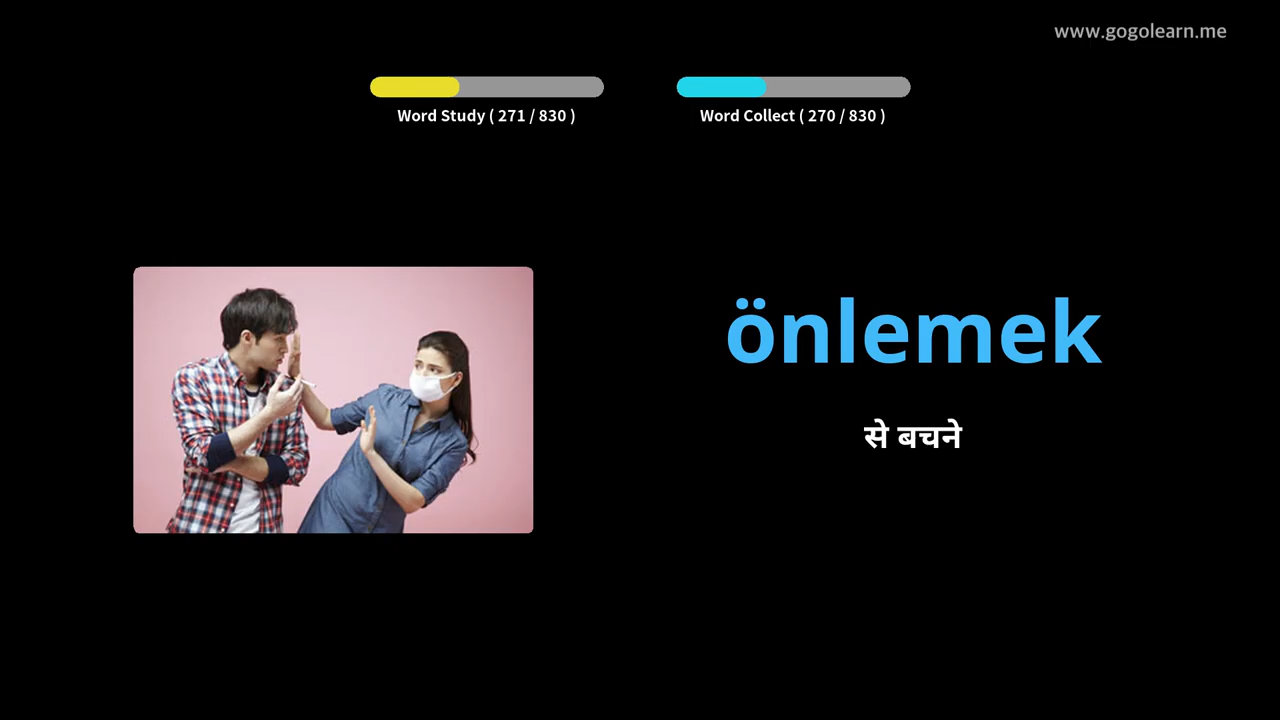 www.gogolearn.me
Word Study ( 271 / 830 )
Word Collect ( 270 / 830 )
önlemek
से बचने